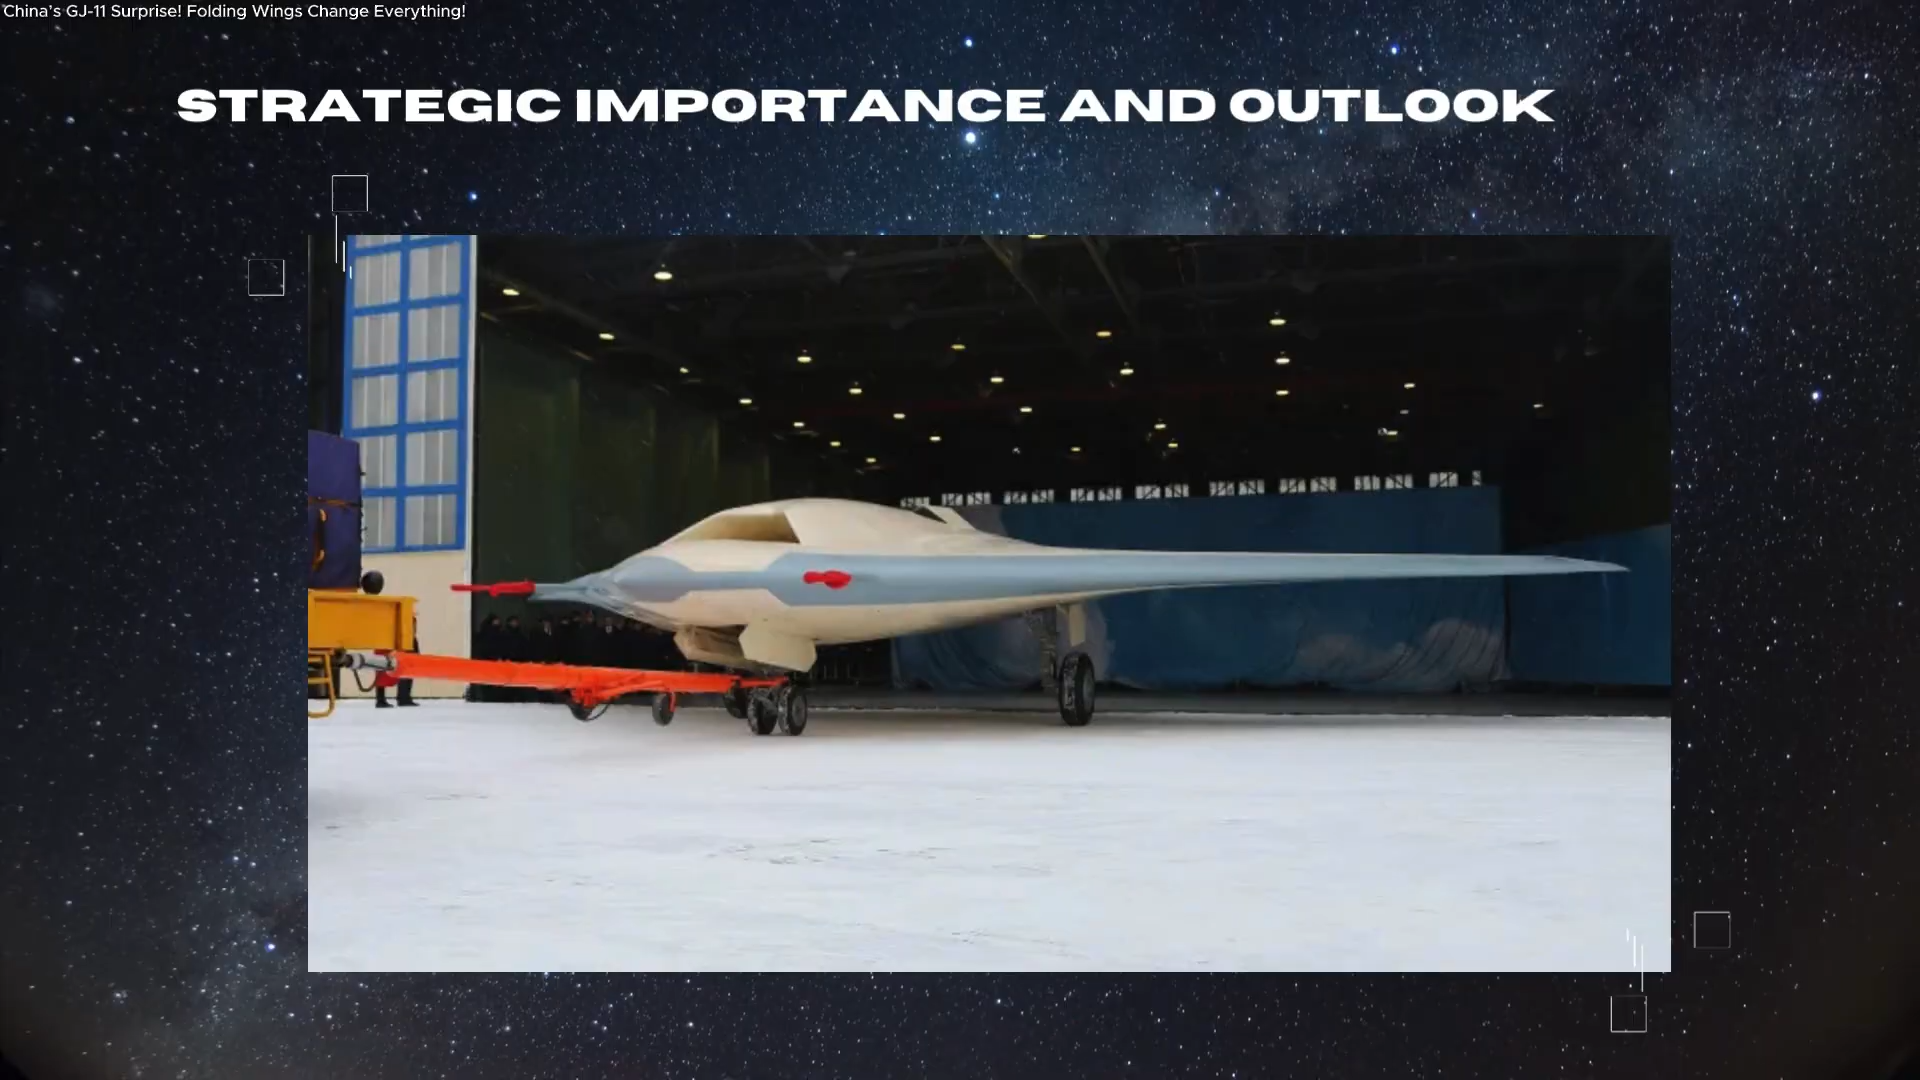 China's GJ-11 Surprise! Folding Wings Change Everything!
STRATEGIC IMPORTANCE AND OUTLOOK